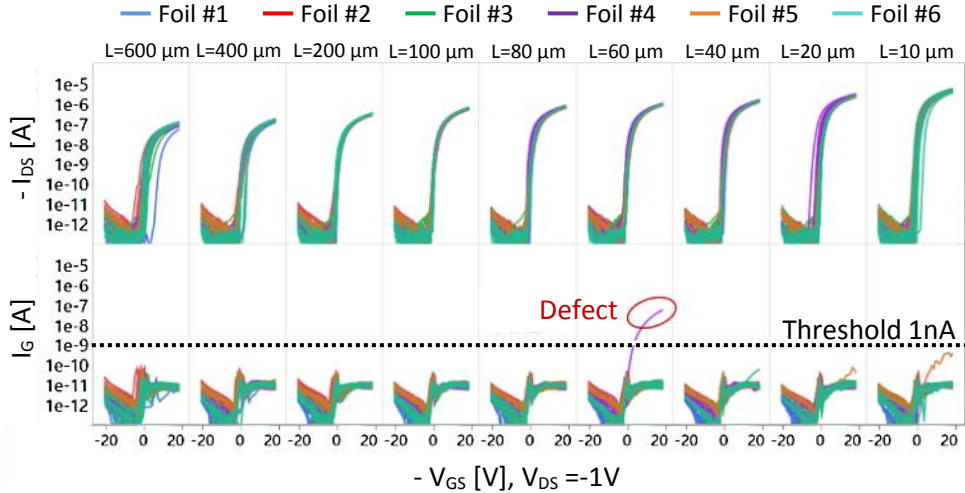 Foil #1 Foil #2 Foil #3 Foil #4 Foil #5 Foil #6
L=600 µm L=400 µm L=200 µm L=100 µm L=80 µm L=60 µm L=40 µm L=20 µm L=10 µm
- I_DS [A]
1e-5
1e-6
1e-7
1e-8
1e-9
1e-10
1e-11
1e-12
I_G [A]
1e-5
1e-6
1e-7
1e-8
1e-9
1e-10
1e-11
1e-12
Defect
Threshold 1nA
-20 0 20 -20 0 20 -20 0 20 -20 0 20 -20 0 20 -20 0 20 -20 0 20 -20 0 20 -20 0 20
- V_GS [V], V_DS =-1V